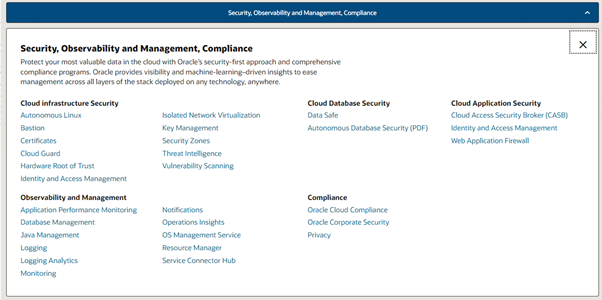 Security, Observability and Management, Compliance
Security, Observability and Management, Compliance
Protect your most valuable data in the cloud with Oracle's security-first approach and comprehensive
compliance programs. Oracle provides visibility and machine-learning–driven insights to ease
management across all layers of the stack deployed on any technology, anywhere.
Cloud infrastructure Security
Autonomous Linux
Bastion
Certificates
Cloud Guard
Hardware Root of Trust
Identity and Access Management
Isolated Network Virtualization
Key Management
Security Zones
Threat Intelligence
Vulnerability Scanning
Cloud Database Security
Data Safe
Autonomous Database Security (PDF)
Cloud Application Security
Cloud Access Security Broker (CASB)
Identity and Access Management
Web Application Firewall
Observability and Management
Application Performance Monitoring
Database Management
Java Management
Logging
Logging Analytics
Monitoring
Notifications
Operations Insights
OS Management Service
Resource Manager
Service Connector Hub
Compliance
Oracle Cloud Compliance
Oracle Corporate Security
Privacy